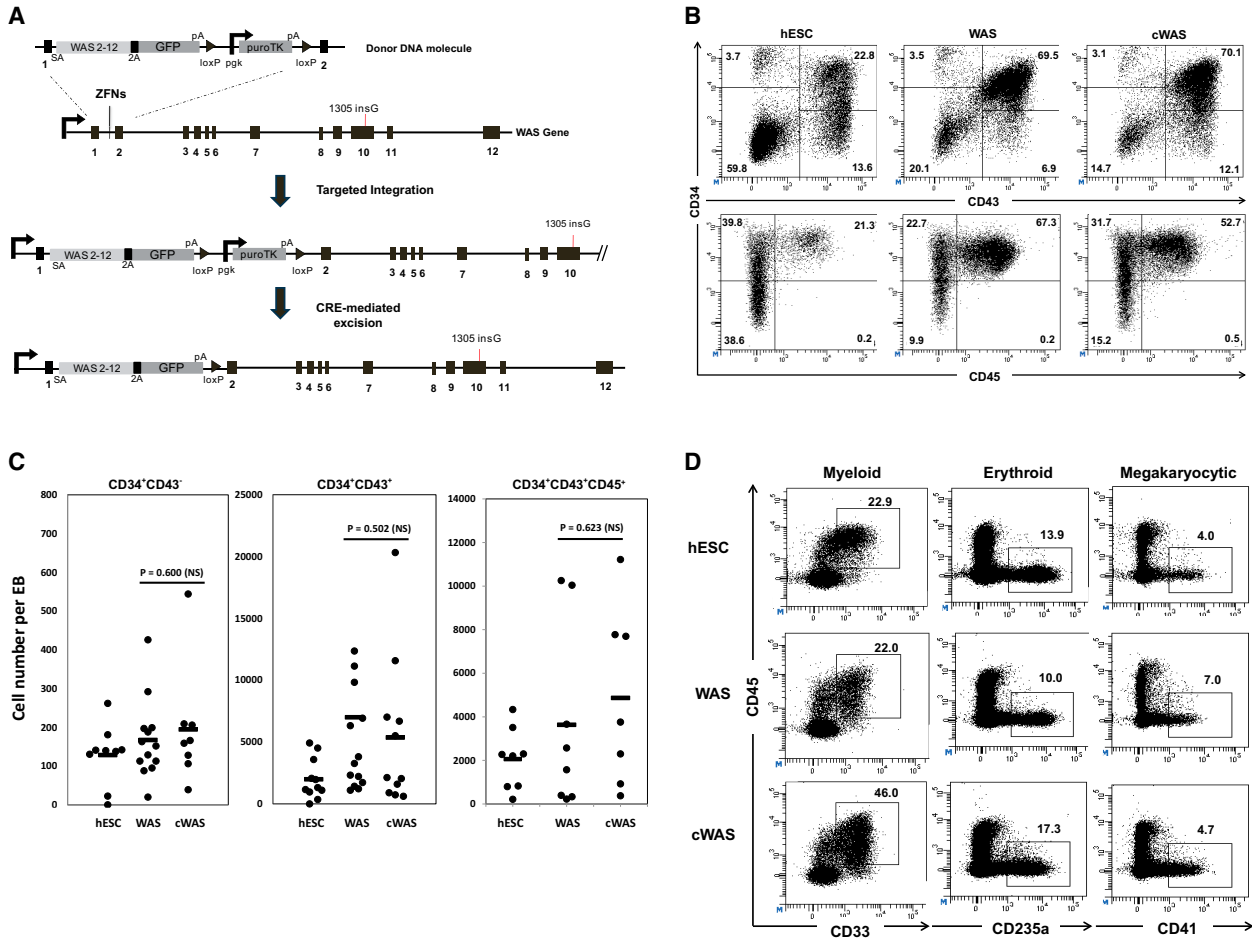 A
WAS 2-12 GFP pA puroTK pA
1 SA 2A loxP pgk loxP 2
Donor DNA molecule
ZFNs
1305 insG
WAS Gene
1 2 3 4 5 6 7 8 9 10 11 12
Targeted Integration
1305 insG
WAS 2-12 GFP pA puroTK pA
1 SA 2A loxP pgk loxP 2 3 4 5 6 7 8 9 10
CRE-mediated
excision
1305 insG
WAS 2-12 GFP pA
1 SA 2A loxP 2 3 4 5 6 7 8 9 10 11 12
B
hESC WAS cWAS
3.7 22.8 3.5 69.5 3.1 70.1
59.8 13.6 20.1 6.9 14.7 12.1
CD34
CD43
39.8 21.3 22.7 67.3 31.7 52.7
38.6 0.2 9.9 0.2 15.2 0.5
CD45
C
Cell number per EB
CD34+CD43-
800
700
600
500
400
300
200
100
0
P = 0.600 (NS)
hESC WAS cWAS
CD34+CD43+
25000
20000
15000
10000
5000
0
P = 0.502 (NS)
hESC WAS cWAS
CD34+CD43+CD45+
14000
12000
10000
8000
6000
4000
2000
0
P = 0.623 (NS)
hESC WAS cWAS
D
Myeloid Erythroid Megakaryocytic
hESC 22.9 13.9 4.0
WAS 22.0 10.0 7.0
cWAS 46.0 17.3 4.7
CD45
CD33 CD235a CD41